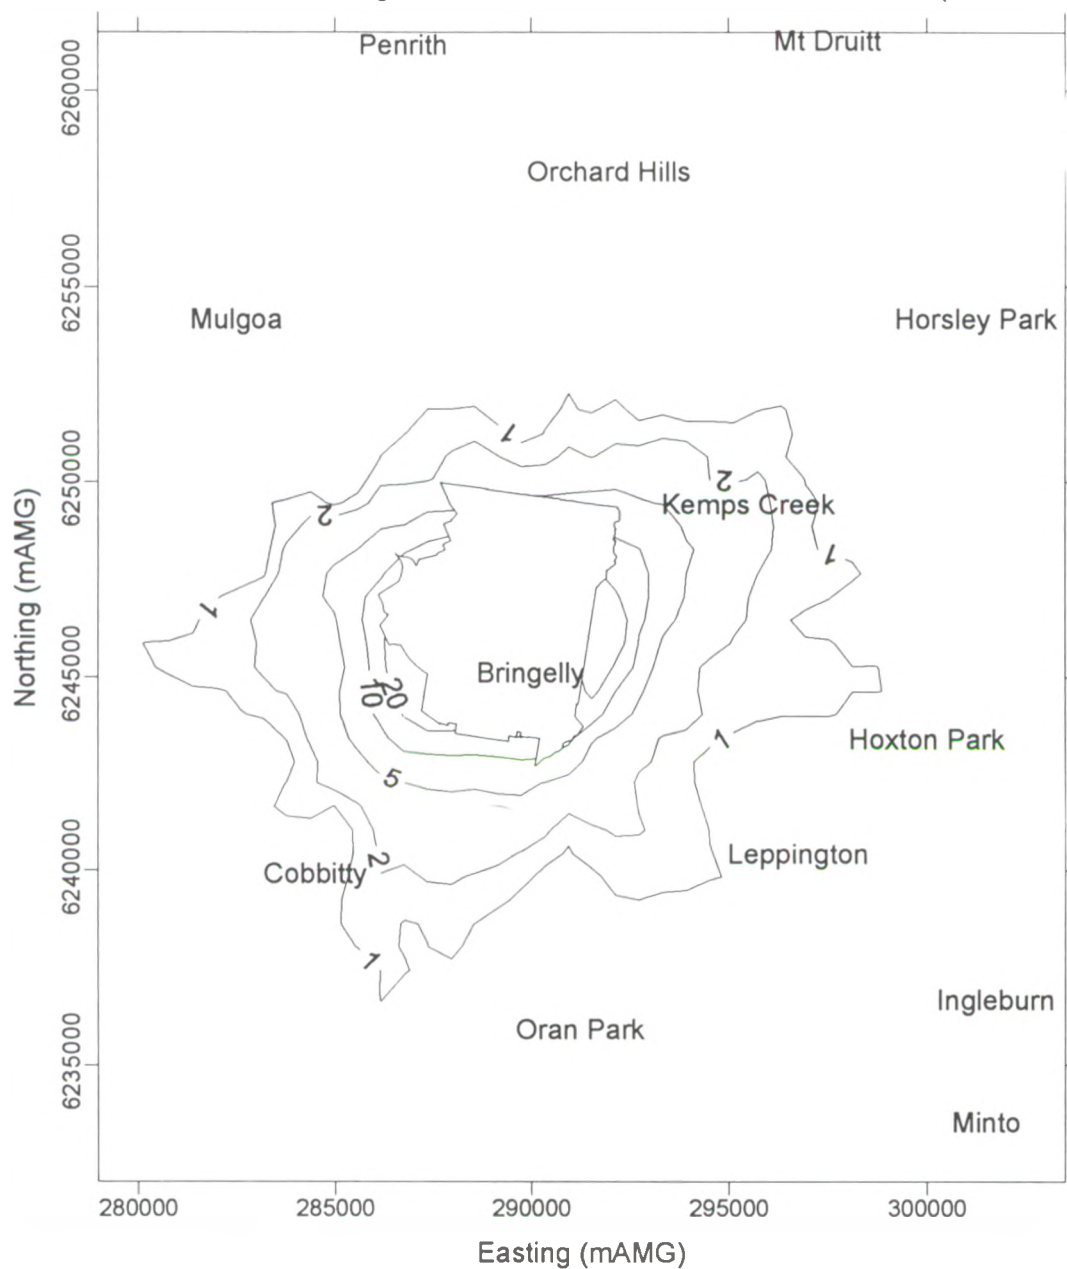 Penrith
Mt Druitt
Orchard Hills
Mulgoa
Horsley Park
1
2
2
Kemps Creek
1
1
Bringelly
10
20
1
Hoxton Park
5
2
Leppington
Cobbitty
1
Ingleburn
Oran Park
Minto
6260000
6255000
6250000
6245000
6240000
6235000
Northing (mAMG)
280000
285000
290000
295000
300000
Easting (mAMG)